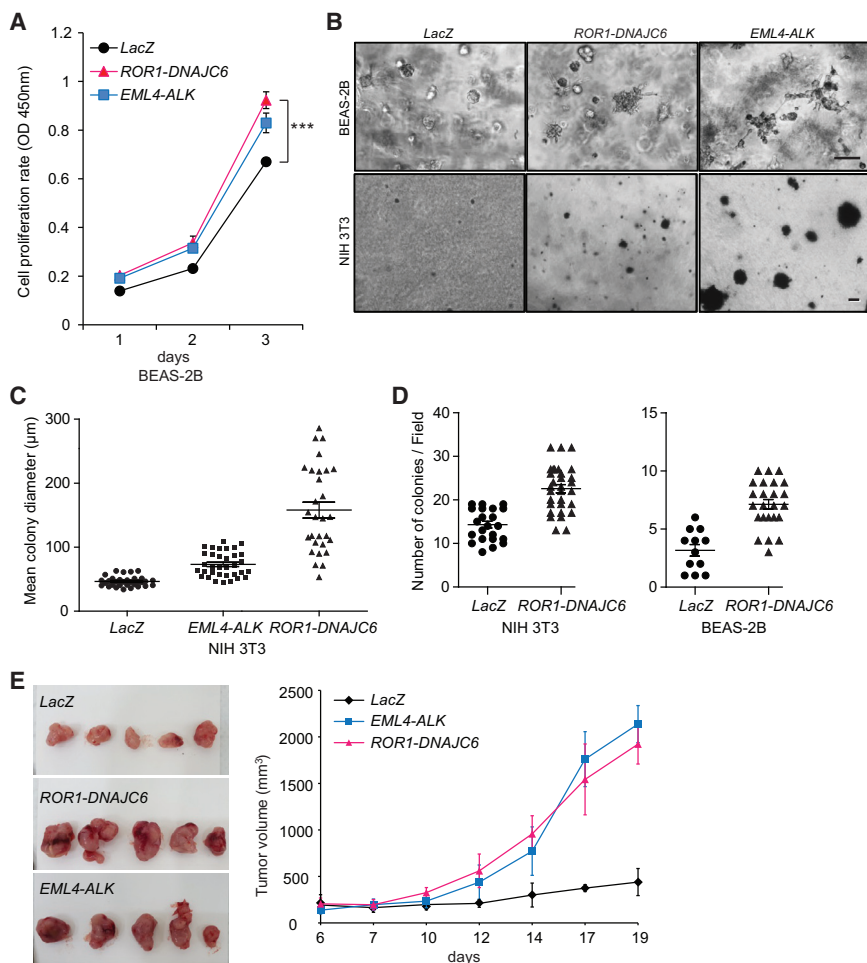 A
LacZ
ROR1-DNAJC6
EML4-ALK
Cell proliferation rate (OD 450nm)
1.2
1
0.8
0.6
0.4
0.2
0
***
1 2 3
days
BEAS-2B
B
LacZ ROR1-DNAJC6 EML4-ALK
BEAS-2B
NIH 3T3
C
Mean colony diameter (µm)
300
200
100
0
LacZ EML4-ALK ROR1-DNAJC6
NIH 3T3
D
Number of colonies / Field
40
30
20
10
0
LacZ ROR1-DNAJC6
NIH 3T3
15
10
5
0
LacZ ROR1-DNAJC6
BEAS-2B
E
LacZ
ROR1-DNAJC6
EML4-ALK
LacZ
EML4-ALK
ROR1-DNAJC6
Tumor volume (mm³)
2500
2000
1500
1000
500
0
6 7 10 12 14 17 19
days